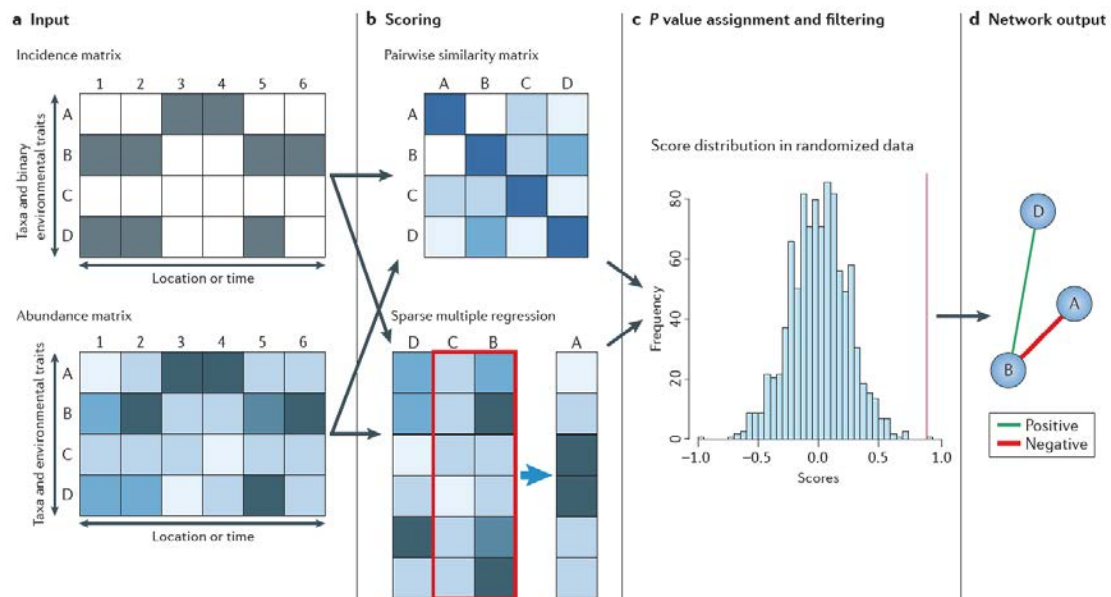 a Input
Incidence matrix
1 2 3 4 5 6
A
B
C
D
Taxa and binary
environmental traits
Location or time
Abundance matrix
1 2 3 4 5 6
A
B
C
D
Taxa and environmental traits
Location or time
b Scoring
Pairwise similarity matrix
A B C D
A
B
C
D
Sparse multiple regression
D C B A
c P value assignment and filtering
Score distribution in randomized data
Frequency
80
60
40
20
0
−1.0 −0.5 0.0 0.5 1.0
Scores
d Network output
D
A
B
Positive
Negative